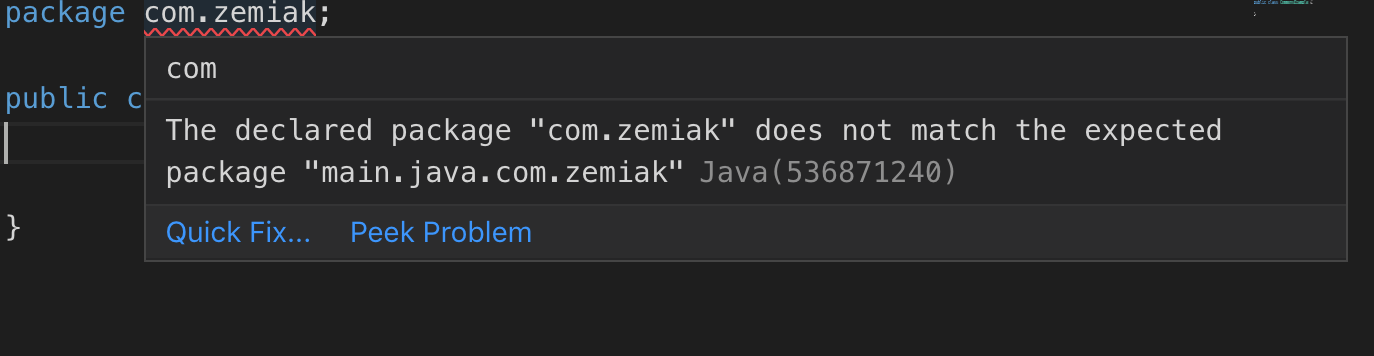 package com.zemiak;
com
public c
The declared package "com.zemiak" does not match the expected
package "main.java.com.zemiak" Java(536871240)
}
Quick Fix... Peek Problem